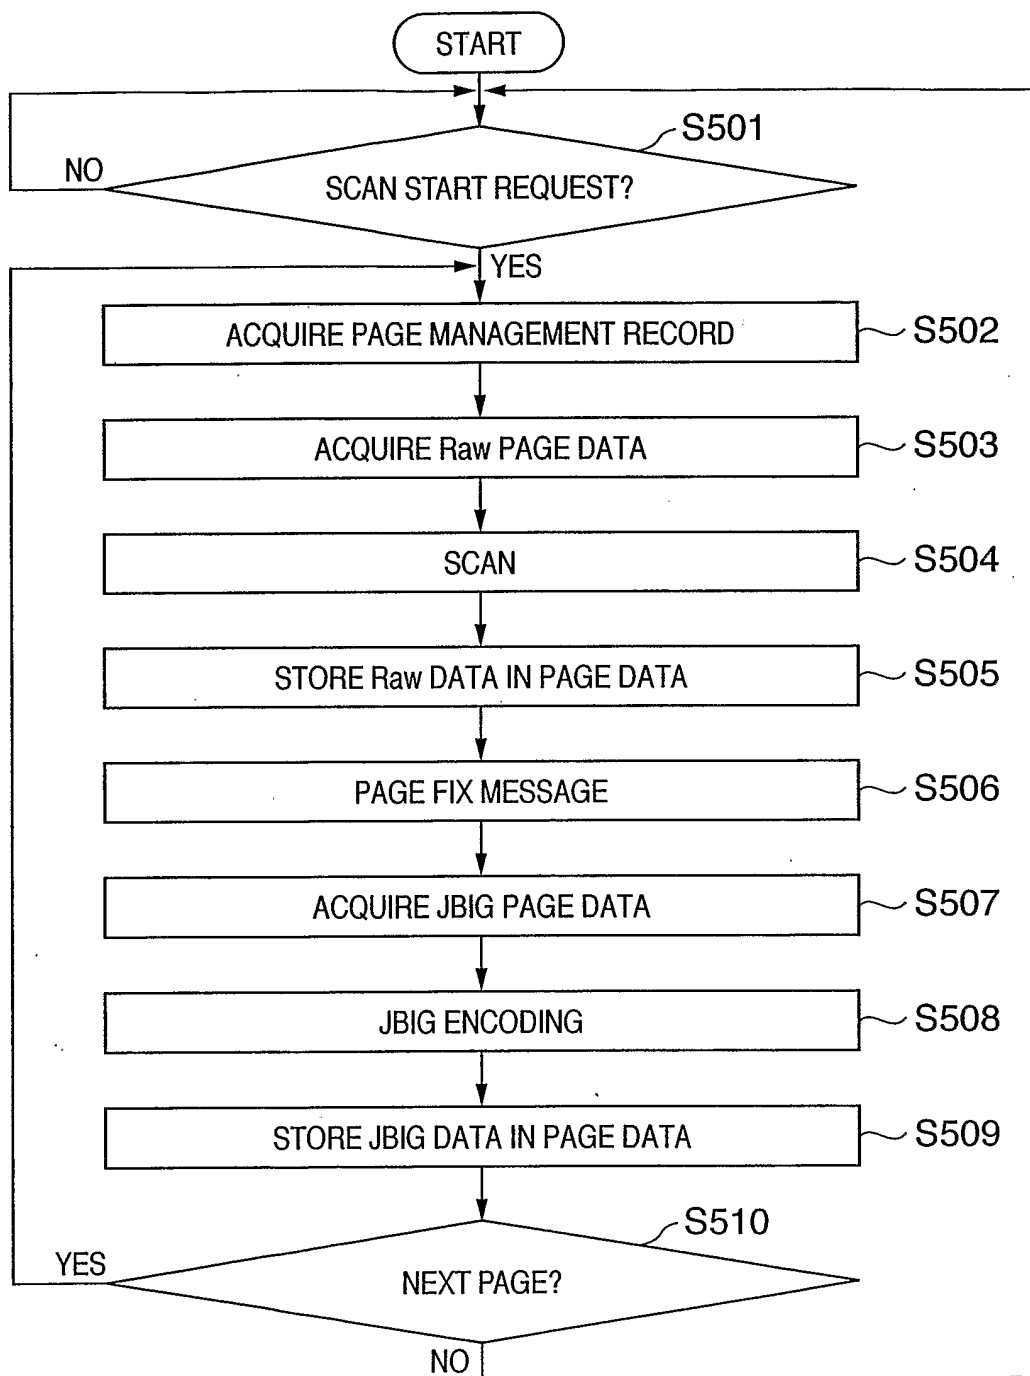 START
S501
NO
SCAN START REQUEST?
YES
ACQUIRE PAGE MANAGEMENT RECORD
S502
ACQUIRE Raw PAGE DATA
S503
SCAN
S504
STORE Raw DATA IN PAGE DATA
S505
PAGE FIX MESSAGE
S506
ACQUIRE JBIG PAGE DATA
S507
JBIG ENCODING
S508
STORE JBIG DATA IN PAGE DATA
S509
S510
YES
NEXT PAGE?
NO